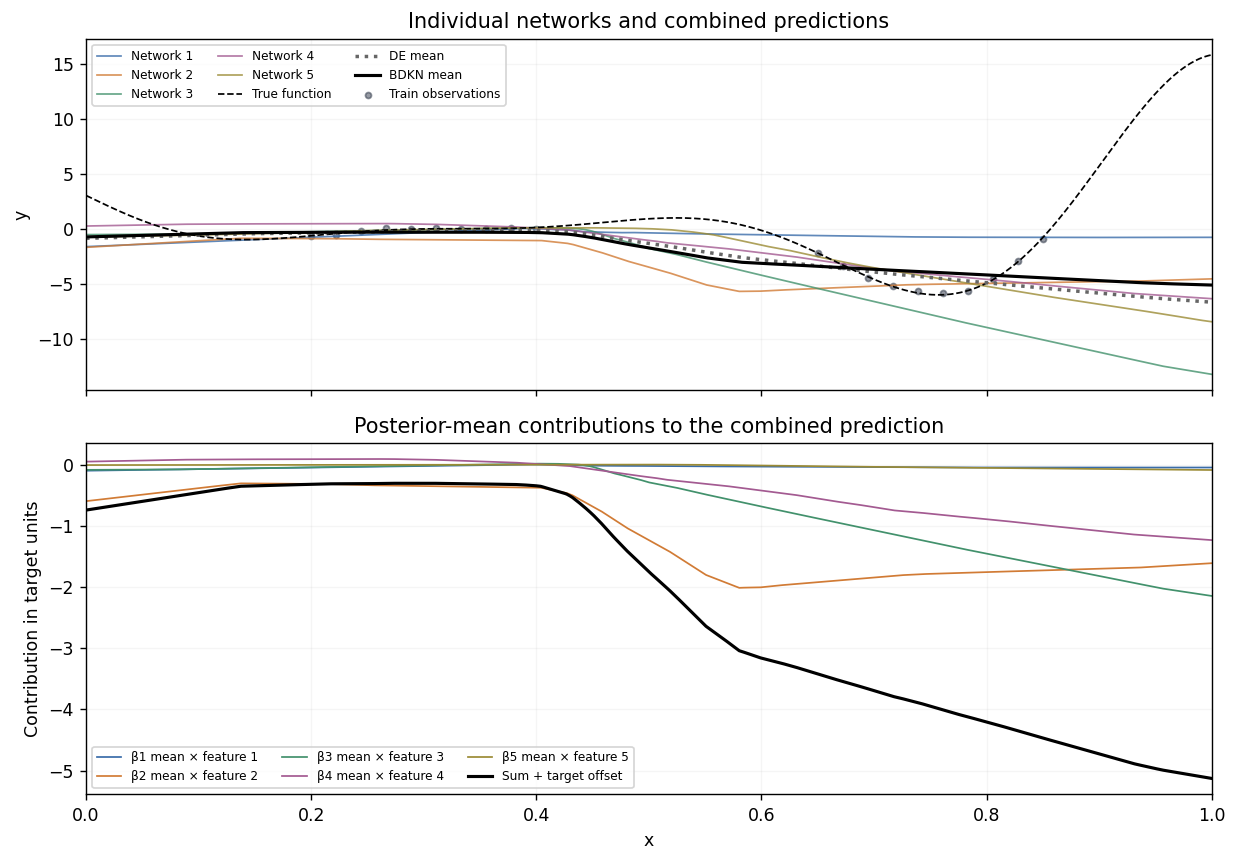 Individual networks and combined predictions
Network 1
Network 2
Network 3
Network 4
Network 5
True function
DE mean
BDKN mean
Train observations
15
10
5
0
−5
−10
y
Posterior-mean contributions to the combined prediction
0
−1
−2
−3
−4
−5
Contribution in target units
β1 mean × feature 1
β2 mean × feature 2
β3 mean × feature 3
β4 mean × feature 4
β5 mean × feature 5
Sum + target offset
0.0 0.2 0.4 0.6 0.8 1.0
x